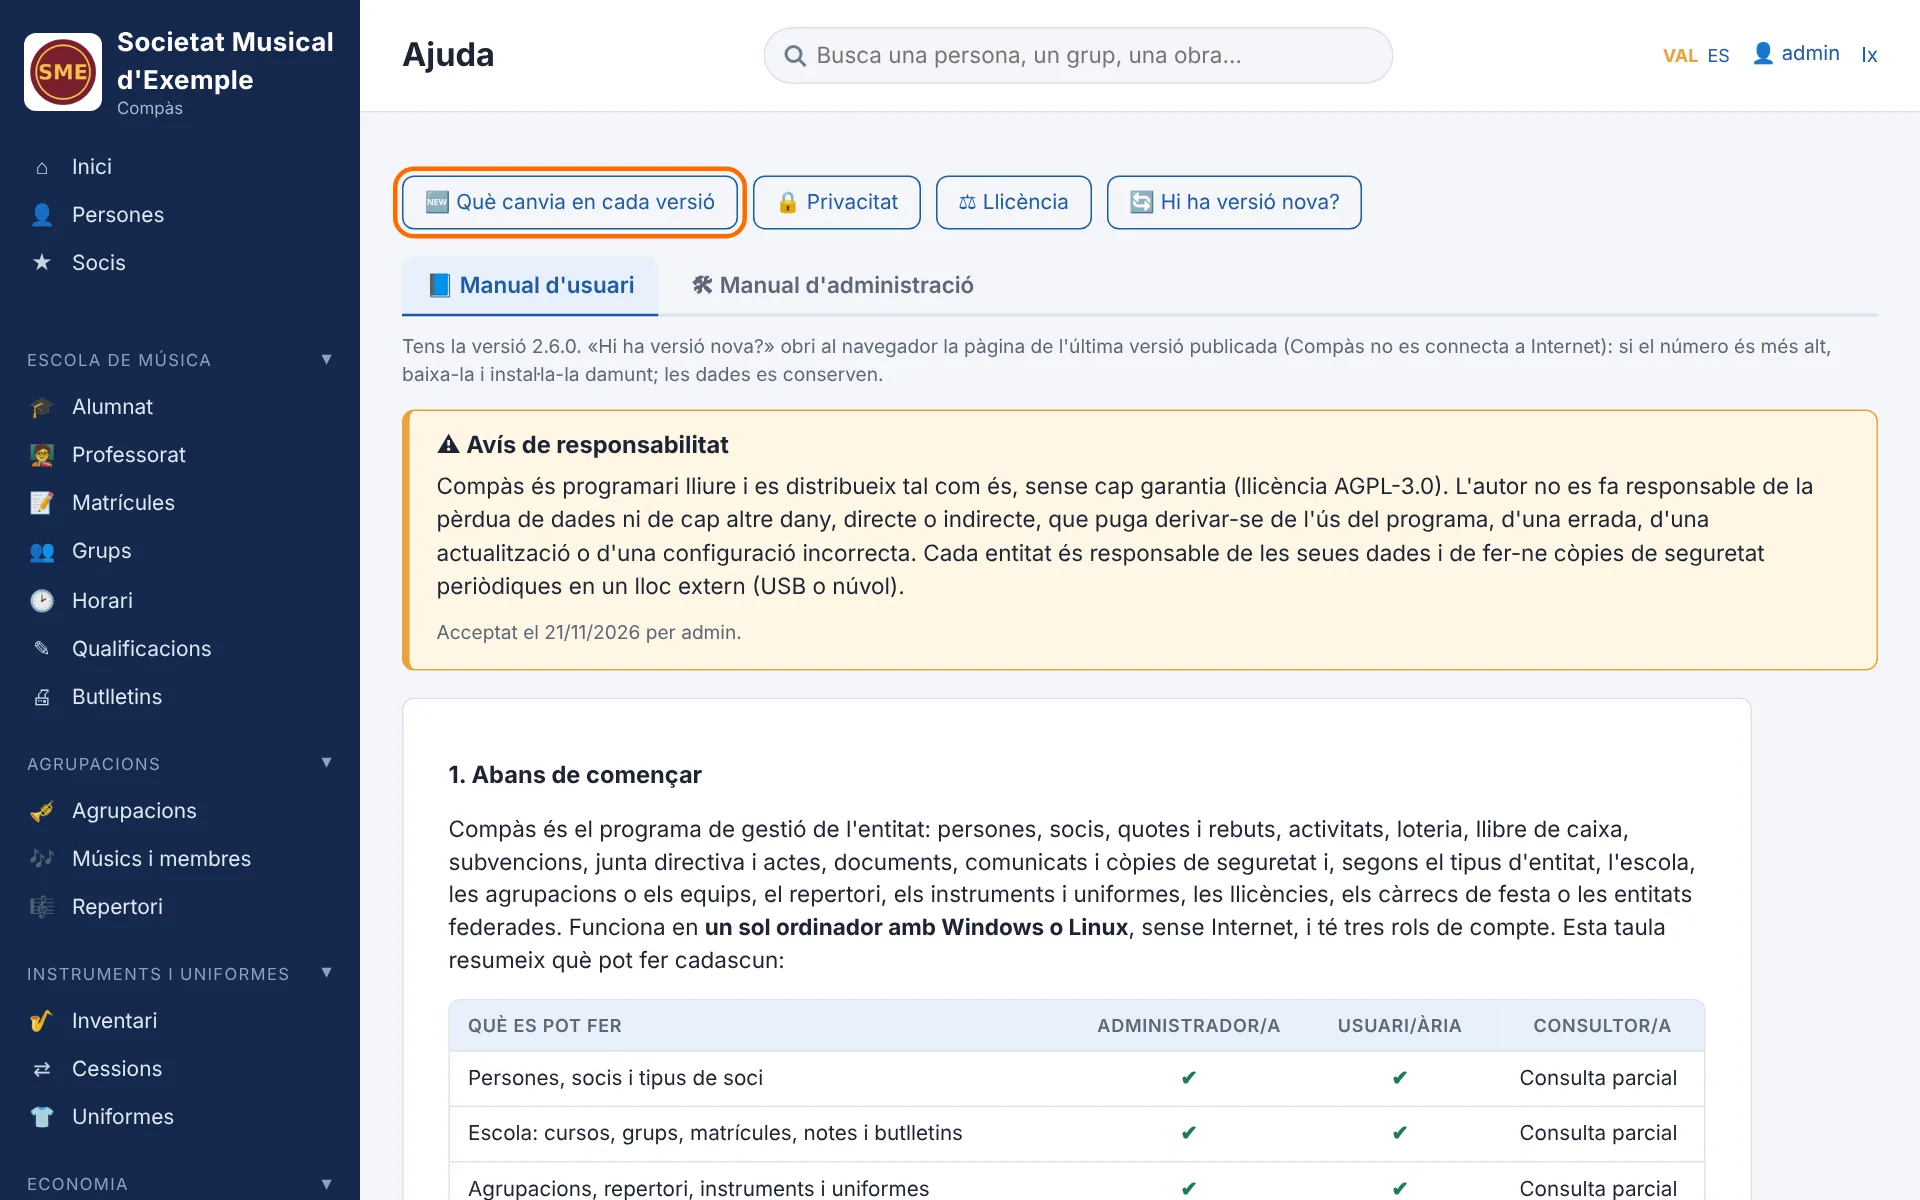 SME
Societat Musical
d'Exemple
Compàs
Inici
Persones
Socis
ESCOLA DE MÚSICA
Alumnat
Professorat
Matrícules
Grups
Horari
Qualificacions
Butlletins
AGRUPACIONS
Agrupacions
Músics i membres
Repertori
INSTRUMENTS I UNIFORMES
Inventari
Cessions
Uniformes
ECONOMIA
Ajuda
Busca una persona, un grup, una obra...
VAL ES admin Ix
NEW Què canvia en cada versió
Privacitat
Llicència
Hi ha versió nova?
Manual d'usuari
Manual d'administració
Tens la versió 2.6.0. «Hi ha versió nova?» obri al navegador la pàgina de l'última versió publicada (Compàs no es connecta a Internet): si el número és més alt,
baixa-la i instal·la-la damunt; les dades es conserven.
Avís de responsabilitat
Compàs és programari lliure i es distribueix tal com és, sense cap garantia (llicència AGPL-3.0). L'autor no es fa responsable de la
pèrdua de dades ni de cap altre dany, directe o indirecte, que puga derivar-se de l'ús del programa, d'una errada, d'una
actualització o d'una configuració incorrecta. Cada entitat és responsable de les seues dades i de fer-ne còpies de seguretat
periòdiques en un lloc extern (USB o núvol).
Acceptat el 21/11/2026 per admin.
1. Abans de començar
Compàs és el programa de gestió de l'entitat: persones, socis, quotes i rebuts, activitats, loteria, llibre de caixa,
subvencions, junta directiva i actes, documents, comunicats i còpies de seguretat i, segons el tipus d'entitat, l'escola,
les agrupacions o els equips, el repertori, els instruments i uniformes, les llicències, els càrrecs de festa o les entitats
federades. Funciona en un sol ordinador amb Windows o Linux, sense Internet, i té tres rols de compte. Esta taula
resumeix què pot fer cadascun:
QUÈ ES POT FER ADMINISTRADOR/A USUARI/ÀRIA CONSULTOR/A
Persones, socis i tipus de soci ✔ ✔ Consulta parcial
Escola: cursos, grups, matrícules, notes i butlletins ✔ ✔ Consulta parcial
Agrupacions, repertori, instruments i uniformes ✔ ✔ Consulta parcial